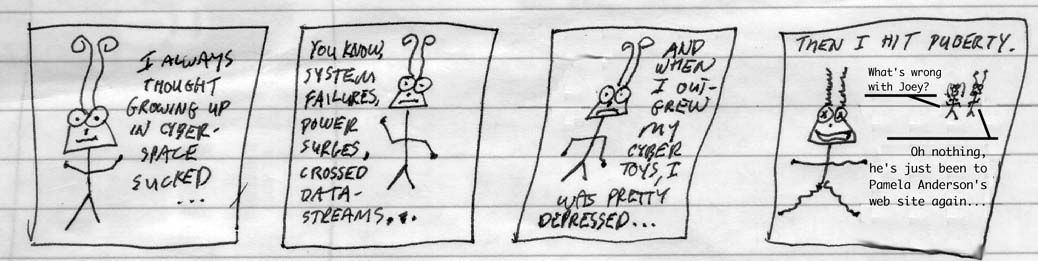 I ALWAYS
THOUGHT
GROWING UP
IN CYBER-
SPACE
SUCKED
...
YOU KNOW,
SYSTEM
FAILURES,
POWER
SURGES,
CROSSED
DATA-
STREAMS,...
AND
WHEN
I OUT-
GREW
MY
CYBER
TOYS, I
WAS PRETTY
DEPRESSED...
THEN I HIT PUBERTY.
What's wrong
with Joey?
Oh nothing,
he's just been to
Pamela Anderson's
web site again...